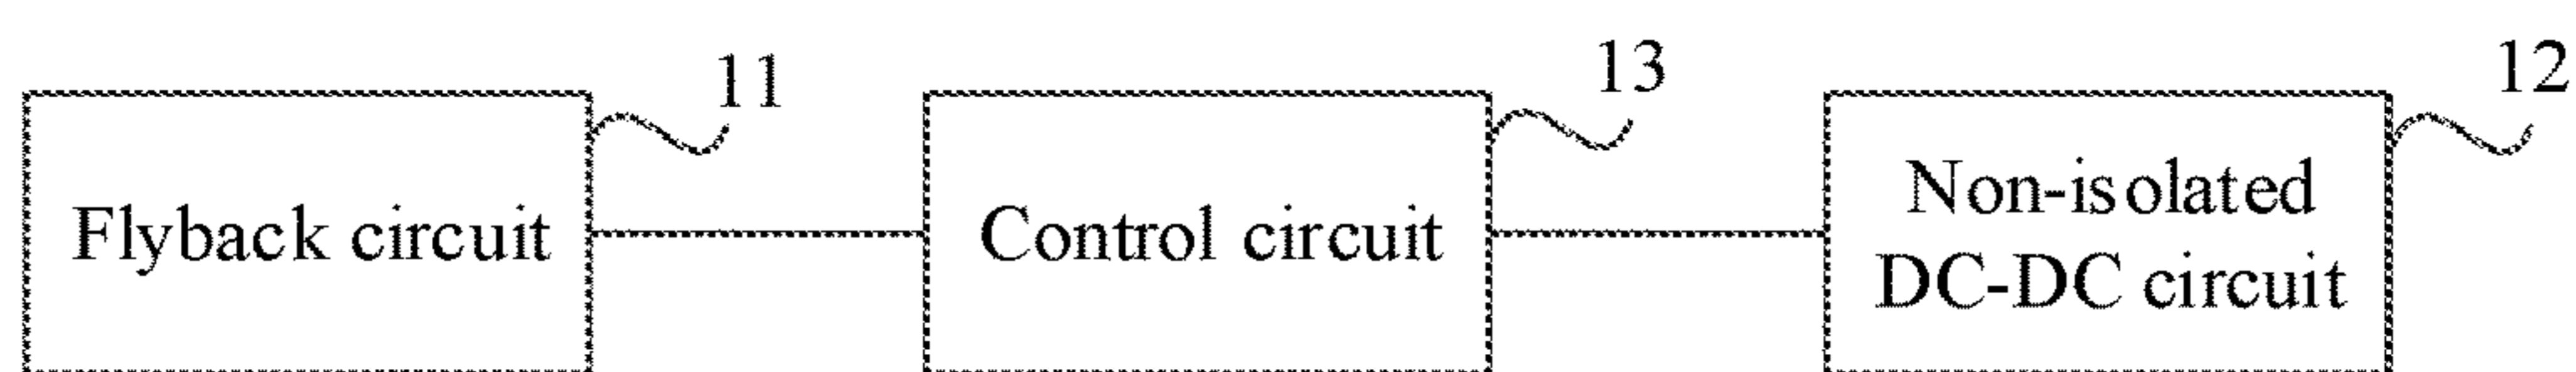 11
13
12
Flyback circuit
Control circuit
Non-isolated
DC-DC circuit